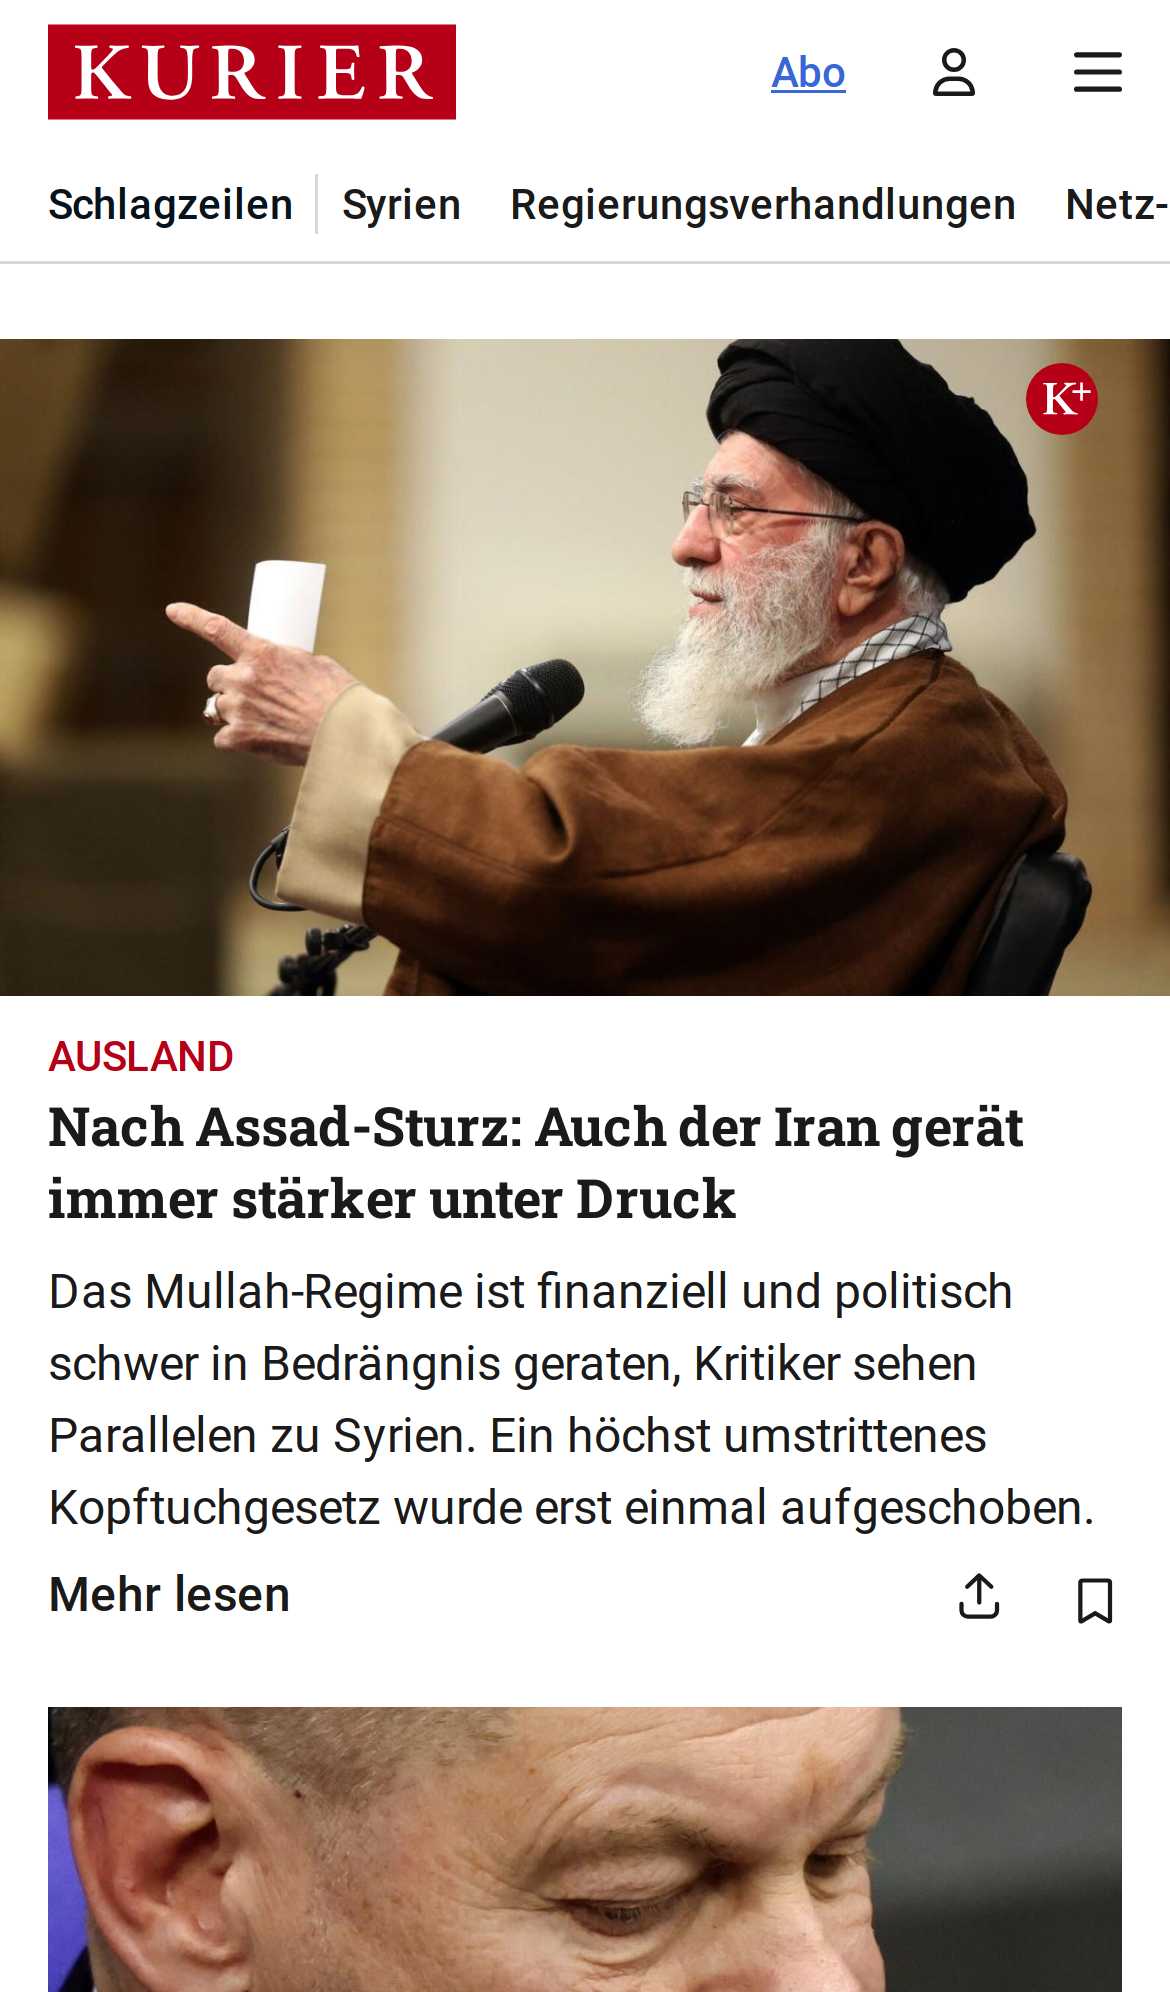 KURIER
Abo
Schlagzeilen Syrien Regierungsverhandlungen Netz-
K+
AUSLAND
Nach Assad-Sturz: Auch der Iran gerät
immer stärker unter Druck
Das Mullah-Regime ist finanziell und politisch
schwer in Bedrängnis geraten, Kritiker sehen
Parallelen zu Syrien. Ein höchst umstrittenes
Kopftuchgesetz wurde erst einmal aufgeschoben.
Mehr lesen